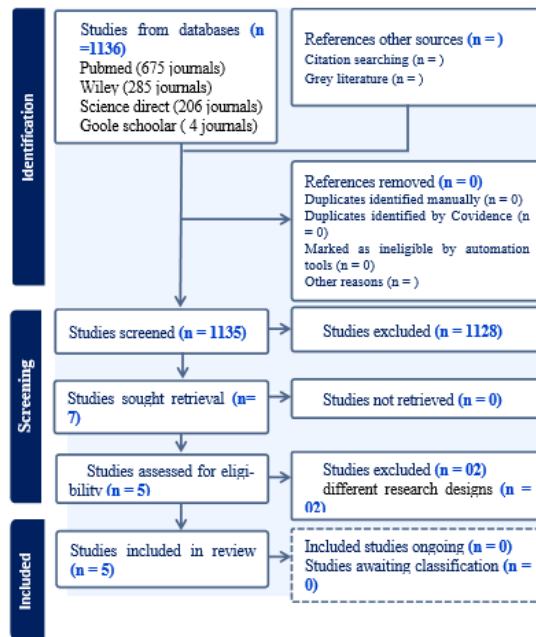 Identification
Studies from databases (n
=1136)
Pubmed (675 journals)
Wiley (285 journals)
Science direct (206 journals)
Goole schoolar ( 4 journals)
References other sources (n = )
Citation searching (n = )
Grey literature (n = )
References removed (n = 0)
Duplicates identified manually (n = 0)
Duplicates identified by Covidence (n
= 0)
Marked as ineligible by automation
tools (n = 0)
Other reasons (n = )
Screening
Studies screened (n = 1135)
Studies excluded (n = 1128)
Studies sought retrieval (n=
7)
Studies not retrieved (n = 0)
Studies assessed for eligi-
bility (n = 5)
Studies excluded (n = 02)
different research designs (n =
02)
Included
Studies included in review
(n = 5)
Included studies ongoing (n = 0)
Studies awaiting classification (n =
0)